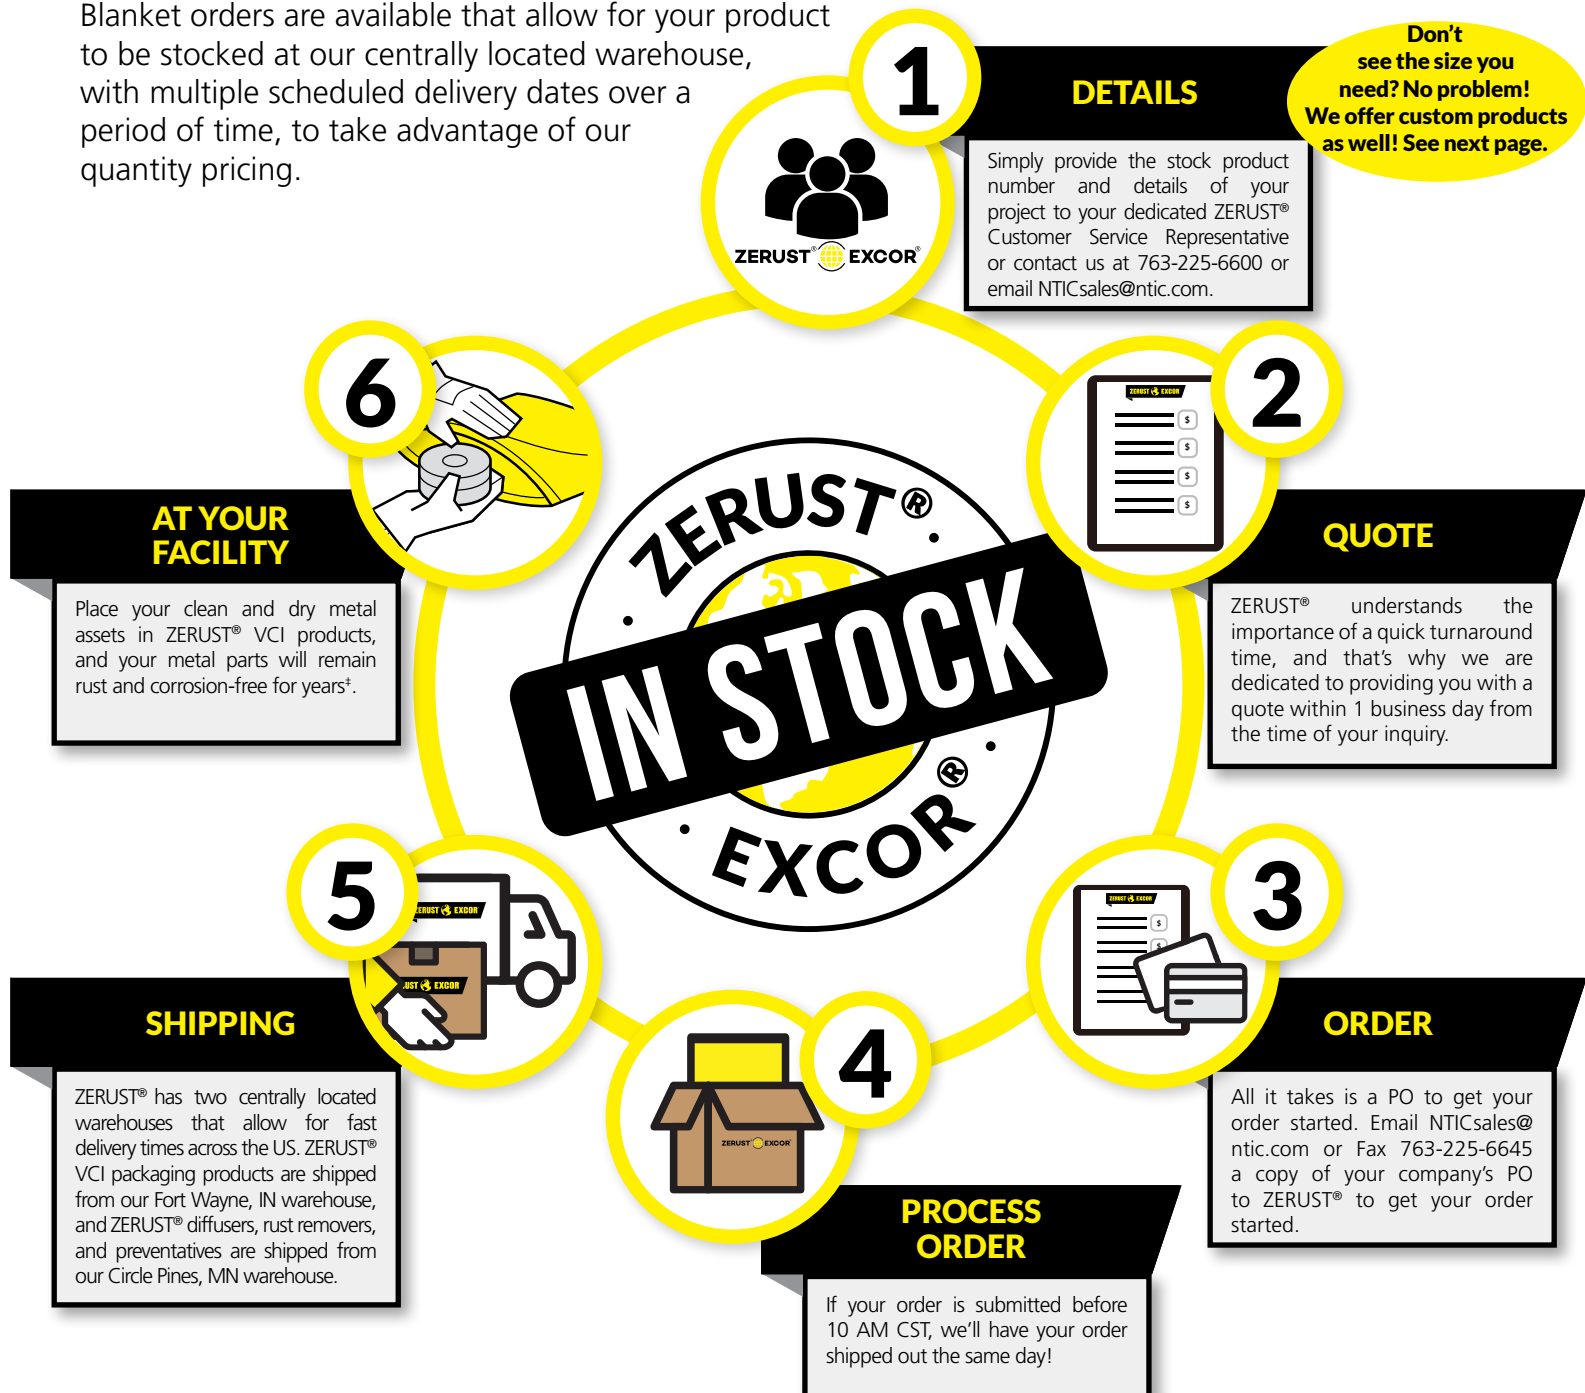 Blanket orders are available that allow for your product
to be stocked at our centrally located warehouse,
with multiple scheduled delivery dates over a
period of time, to take advantage of our
quantity pricing.
1
DETAILS
Don't
see the size you
need? No problem!
We offer custom products
as well! See next page.
Simply provide the stock product
number and details of your
project to your dedicated ZERUST®
Customer Service Representative
or contact us at 763-225-6600 or
email NTICsales@ntic.com.
ZERUST® EXCOR®
2
ZERUST EXCOR
$
$
$
$
QUOTE
ZERUST® understands the
importance of a quick turnaround
time, and that's why we are
dedicated to providing you with a
quote within 1 business day from
the time of your inquiry.
3
ZERUST EXCOR
$
$
ORDER
All it takes is a PO to get your
order started. Email NTICsales@
ntic.com or Fax 763-225-6645
a copy of your company's PO
to ZERUST® to get your order
started.
4
ZERUST EXCOR
PROCESS
ORDER
If your order is submitted before
10 AM CST, we'll have your order
shipped out the same day!
5
ZERUST EXCOR
UST EXCOR
SHIPPING
ZERUST® has two centrally located
warehouses that allow for fast
delivery times across the US. ZERUST®
VCI packaging products are shipped
from our Fort Wayne, IN warehouse,
and ZERUST® diffusers, rust removers,
and preventatives are shipped from
our Circle Pines, MN warehouse.
6
AT YOUR
FACILITY
Place your clean and dry metal
assets in ZERUST® VCI products,
and your metal parts will remain
rust and corrosion-free for years‡.
ZERUST®
IN STOCK
EXCOR®